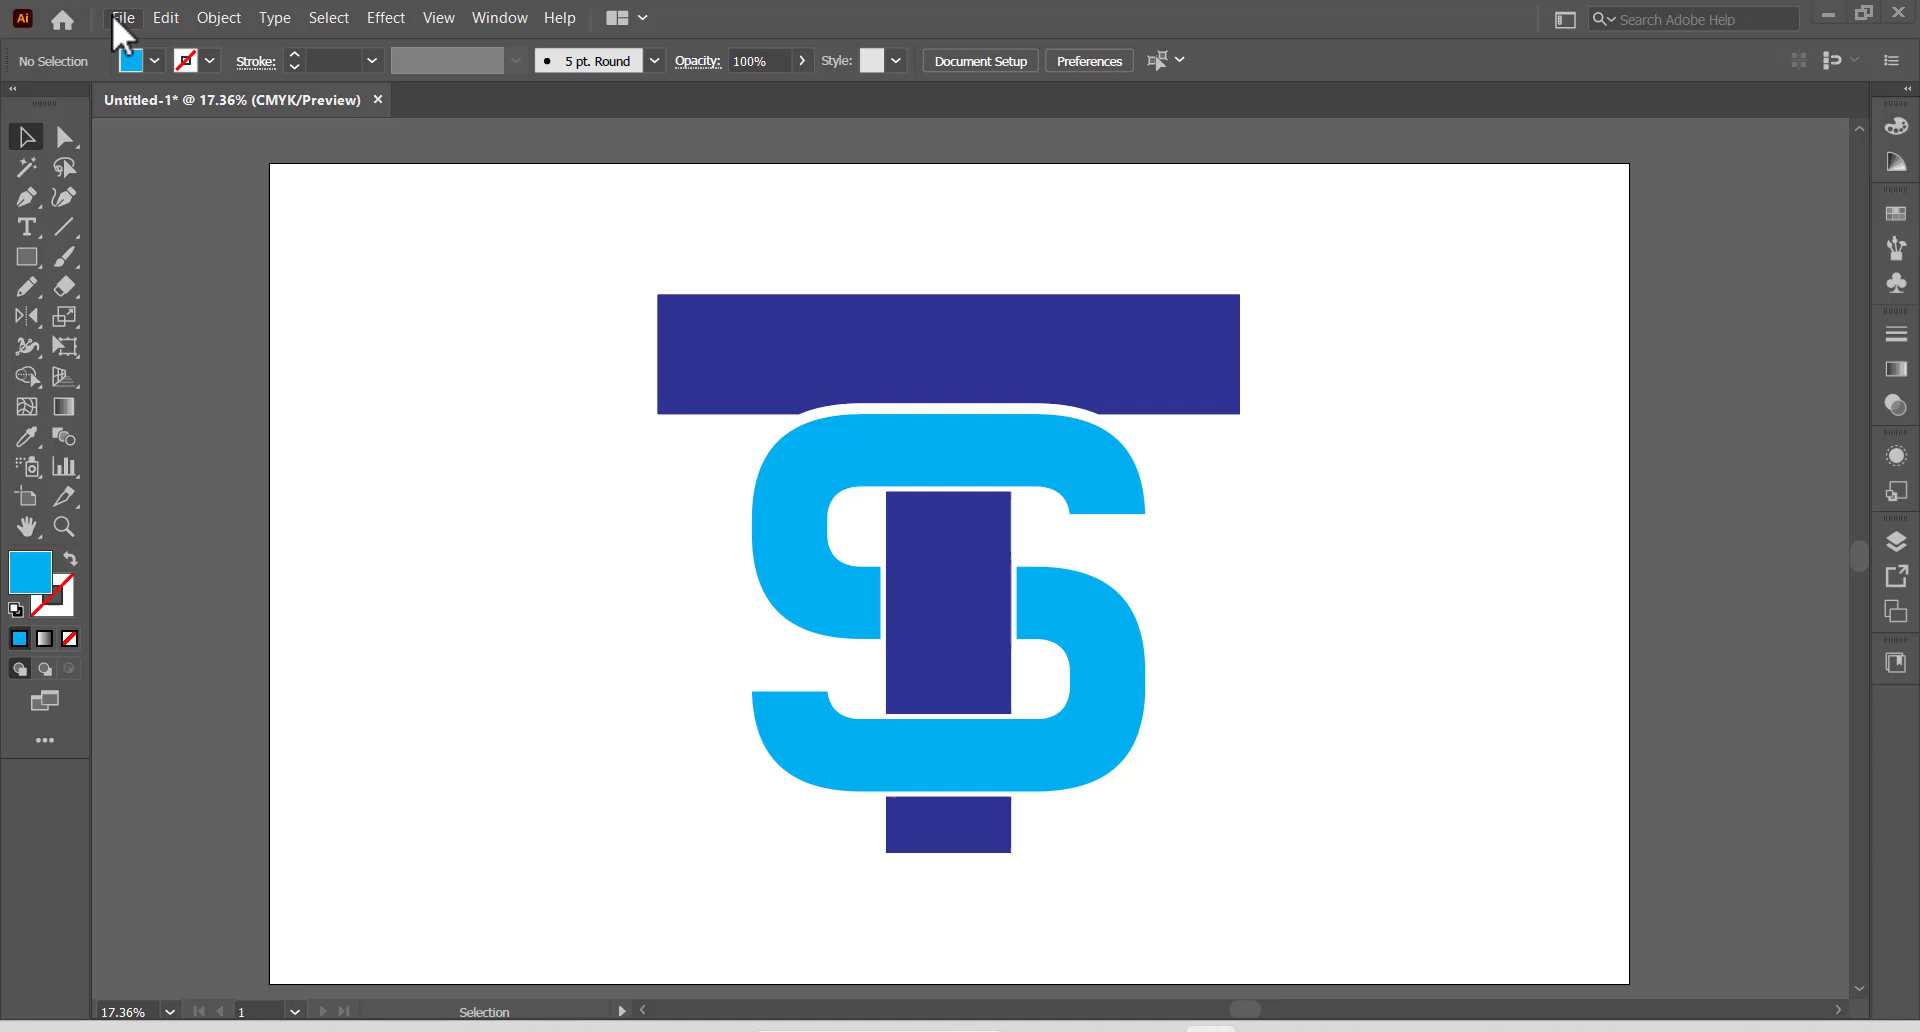 Ai File Edit Object Type Select Effect View Window Help Search Adobe Help
No Selection Stroke: 5 pt. Round Opacity: 100% Style: Document Setup Preferences
Untitled-1* @ 17.36% (CMYK/Preview) ×
T
S
17.36% 1 Selection